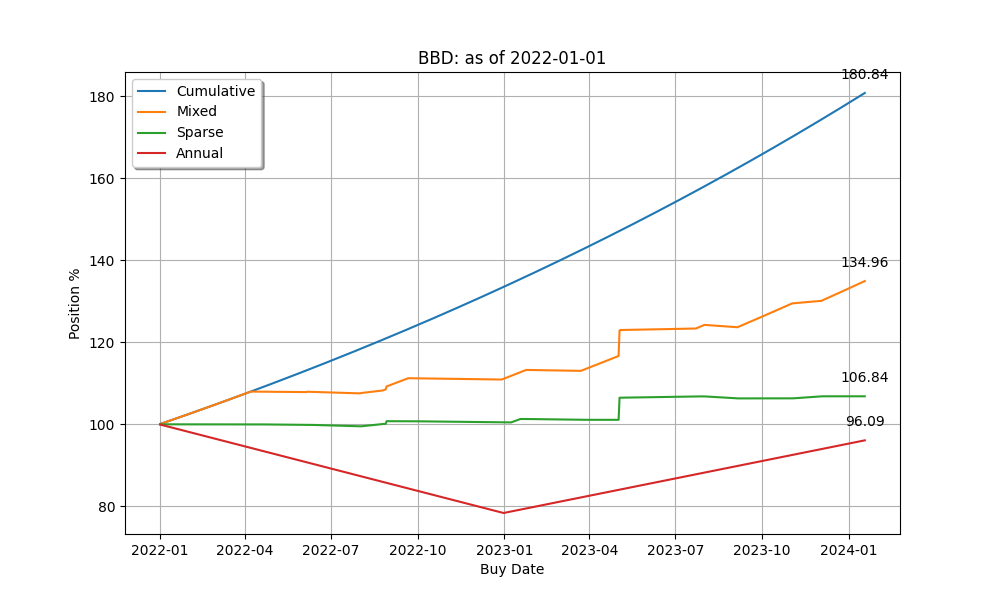 BBD: as of 2022-01-01
180.84
180
Cumulative
Mixed
Sparse
Annual
160
140
134.96
120
106.84
100
96.09
80
Position %
2022-01 2022-04 2022-07 2022-10 2023-01 2023-04 2023-07 2023-10 2024-01
Buy Date